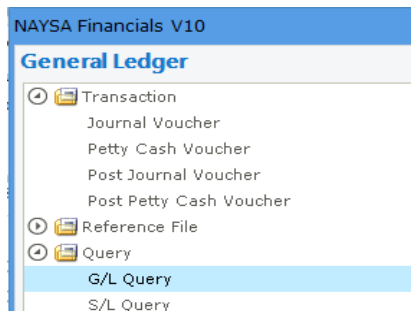 NAYSA Financials V10
General Ledger
Transaction
Journal Voucher
Petty Cash Voucher
Post Journal Voucher
Post Petty Cash Voucher
Reference File
Query
G/L Query
S/L Query